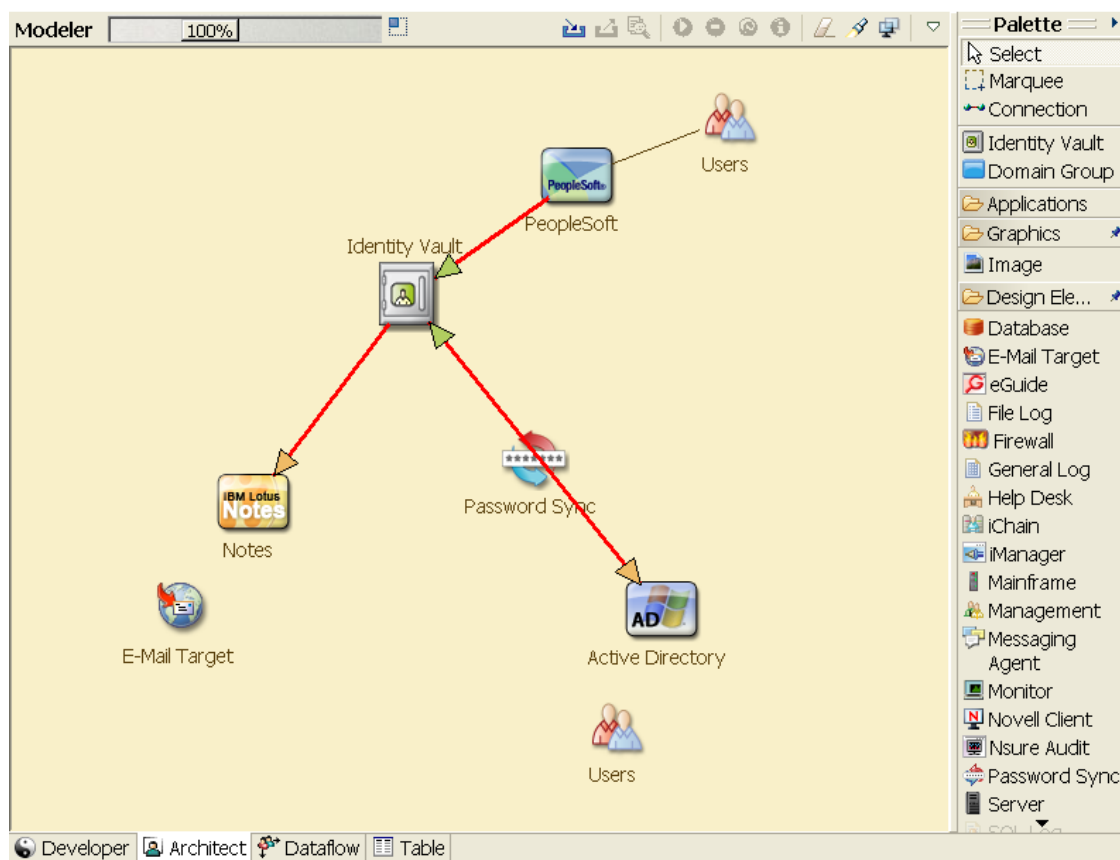 Modeler
100%
Palette
Select
Marquee
Connection
Identity Vault
Domain Group
Applications
Graphics
Image
Design Ele...
Database
E-Mail Target
eGuide
File Log
Firewall
General Log
Help Desk
iChain
iManager
Mainframe
Management
Messaging
Agent
Monitor
Novell Client
Nsure Audit
Password Sync
Server
Users
PeopleSoft
PeopleSoft
Identity Vault
*******
Password Sync
IBM Lotus
Notes
Notes
E-Mail Target
AD
Active Directory
Users
Developer
Architect
Dataflow
Table